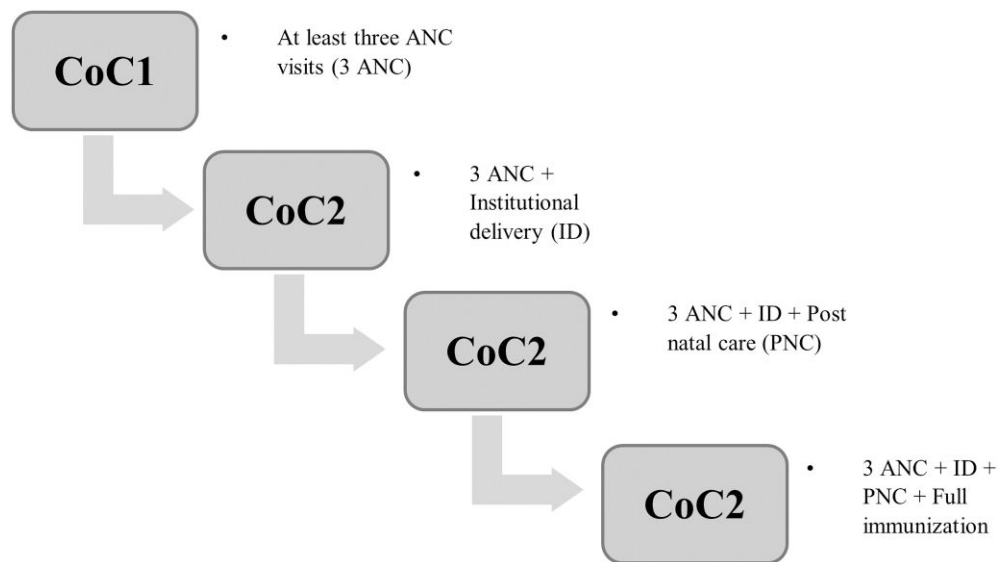 CoC1
• At least three ANC
visits (3 ANC)
CoC2
• 3 ANC +
Institutional
delivery (ID)
CoC2
• 3 ANC + ID + Post
natal care (PNC)
CoC2
• 3 ANC + ID +
PNC + Full
immunization